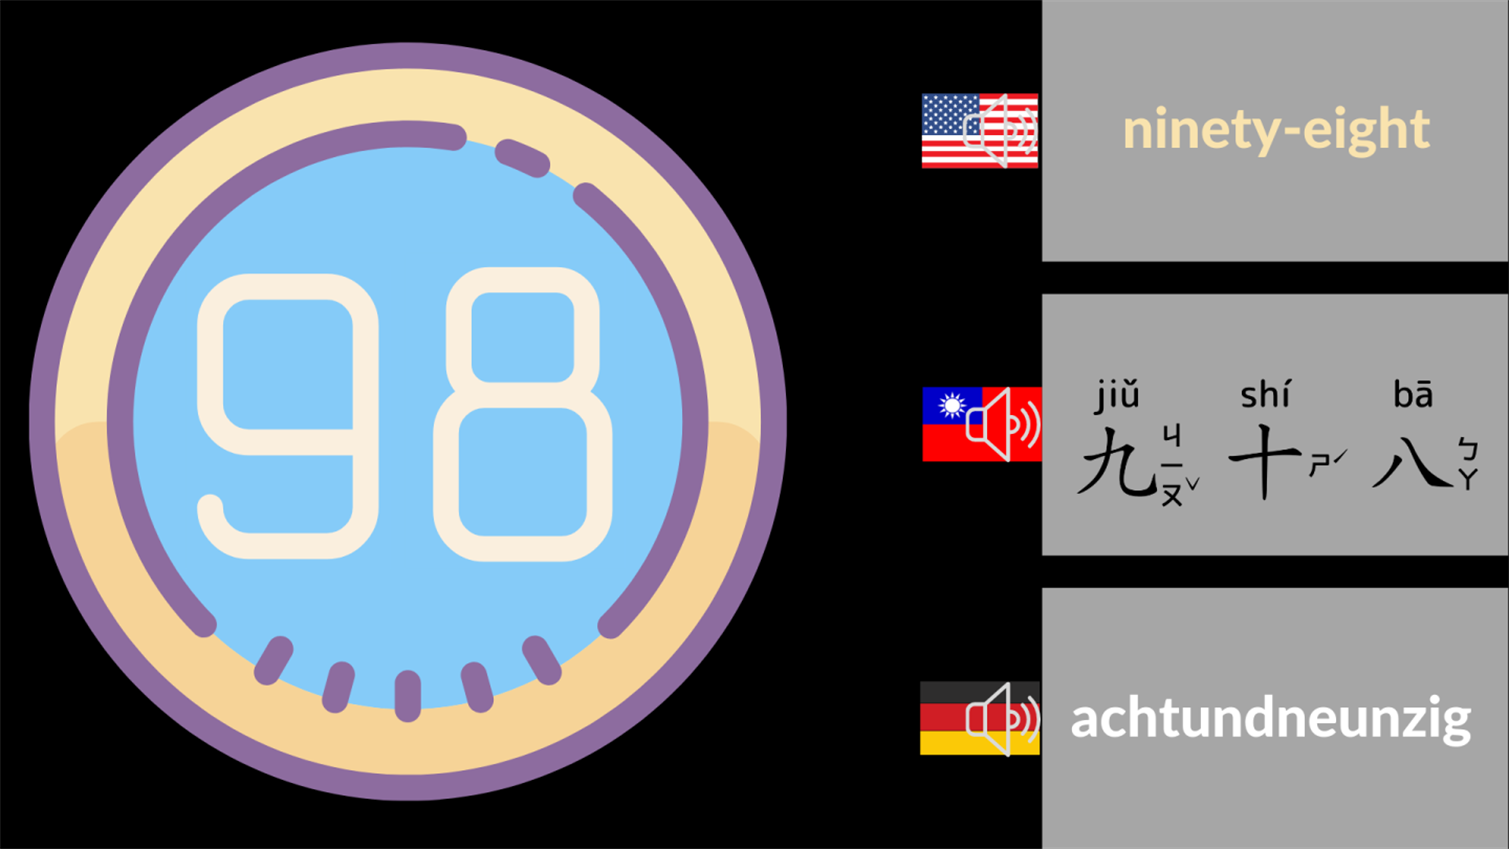 98
ninety-eight
jiǔ shí bā
九ㄐㄧㄡˇ 十ㄕˊ 八ㄅㄚ
achtundneunzig